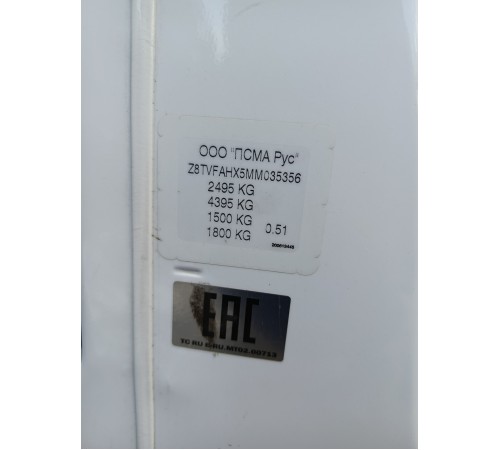 ООО "ПСМА Рус"
Z8TVFAHX5MM035356
2495 KG
4395 KG
1500 KG 0.51
1800 KG
EAC